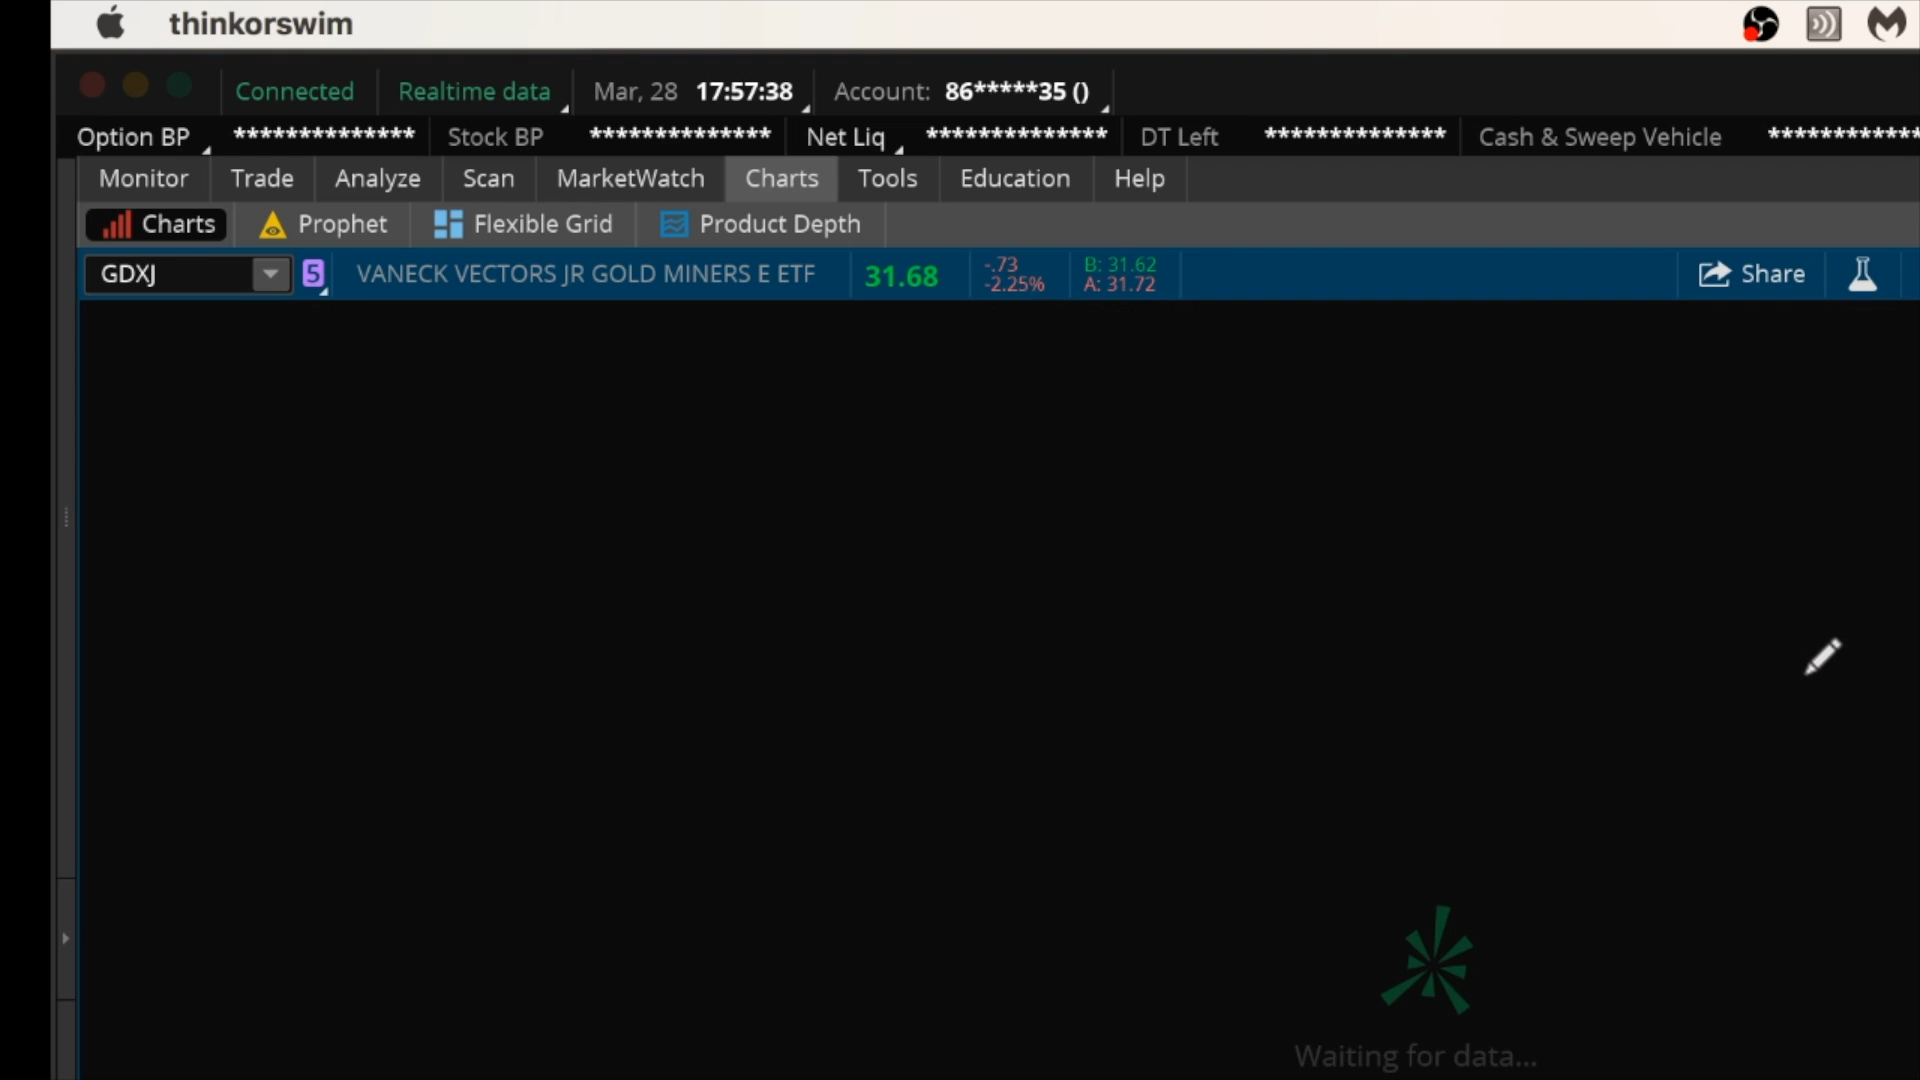 thinkorswim
Connected Realtime data Mar, 28 17:57:38 Account: 86*****35 ()
Option BP ************** Stock BP ************** Net Liq ************** DT Left ************** Cash & Sweep Vehicle ************
Monitor Trade Analyze Scan MarketWatch Charts Tools Education Help
Charts Prophet Flexible Grid Product Depth
GDXJ 5 VANECK VECTORS JR GOLD MINERS E ETF 31.68 -.73 B: 31.62 Share
-2.25% A: 31.72
Waiting for data...